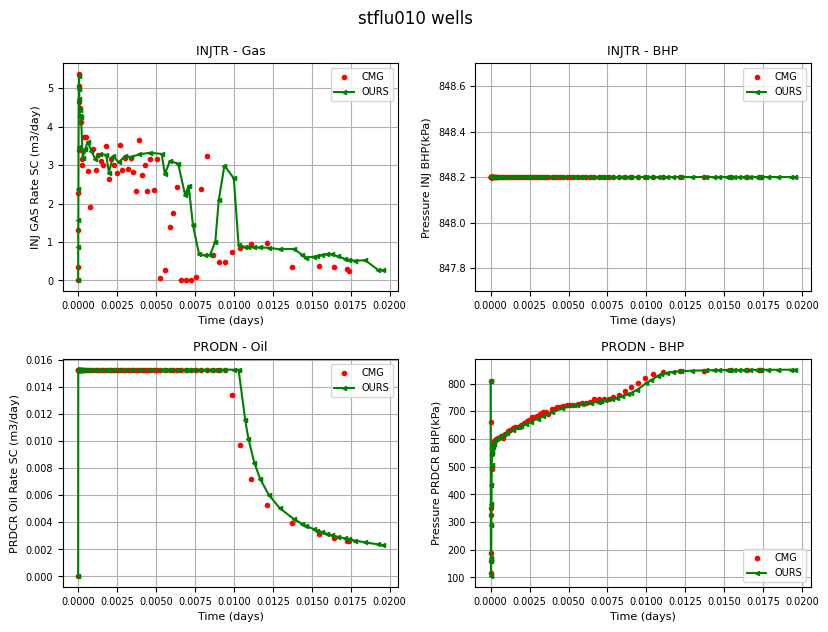 stflu010 wells
INJTR - Gas
INJ GAS Rate SC (m3/day)
5
4
3
2
1
0
0.0000 0.0025 0.0050 0.0075 0.0100 0.0125 0.0150 0.0175 0.0200
Time (days)
CMG
OURS
INJTR - BHP
Pressure INJ BHP(kPa)
848.6
848.4
848.2
848.0
847.8
0.0000 0.0025 0.0050 0.0075 0.0100 0.0125 0.0150 0.0175 0.0200
Time (days)
CMG
OURS
PRODN - Oil
PRDCR Oil Rate SC (m3/day)
0.016
0.014
0.012
0.010
0.008
0.006
0.004
0.002
0.000
0.0000 0.0025 0.0050 0.0075 0.0100 0.0125 0.0150 0.0175 0.0200
Time (days)
CMG
OURS
PRODN - BHP
Pressure PRDCR BHP(kPa)
800
700
600
500
400
300
200
100
0.0000 0.0025 0.0050 0.0075 0.0100 0.0125 0.0150 0.0175 0.0200
Time (days)
CMG
OURS